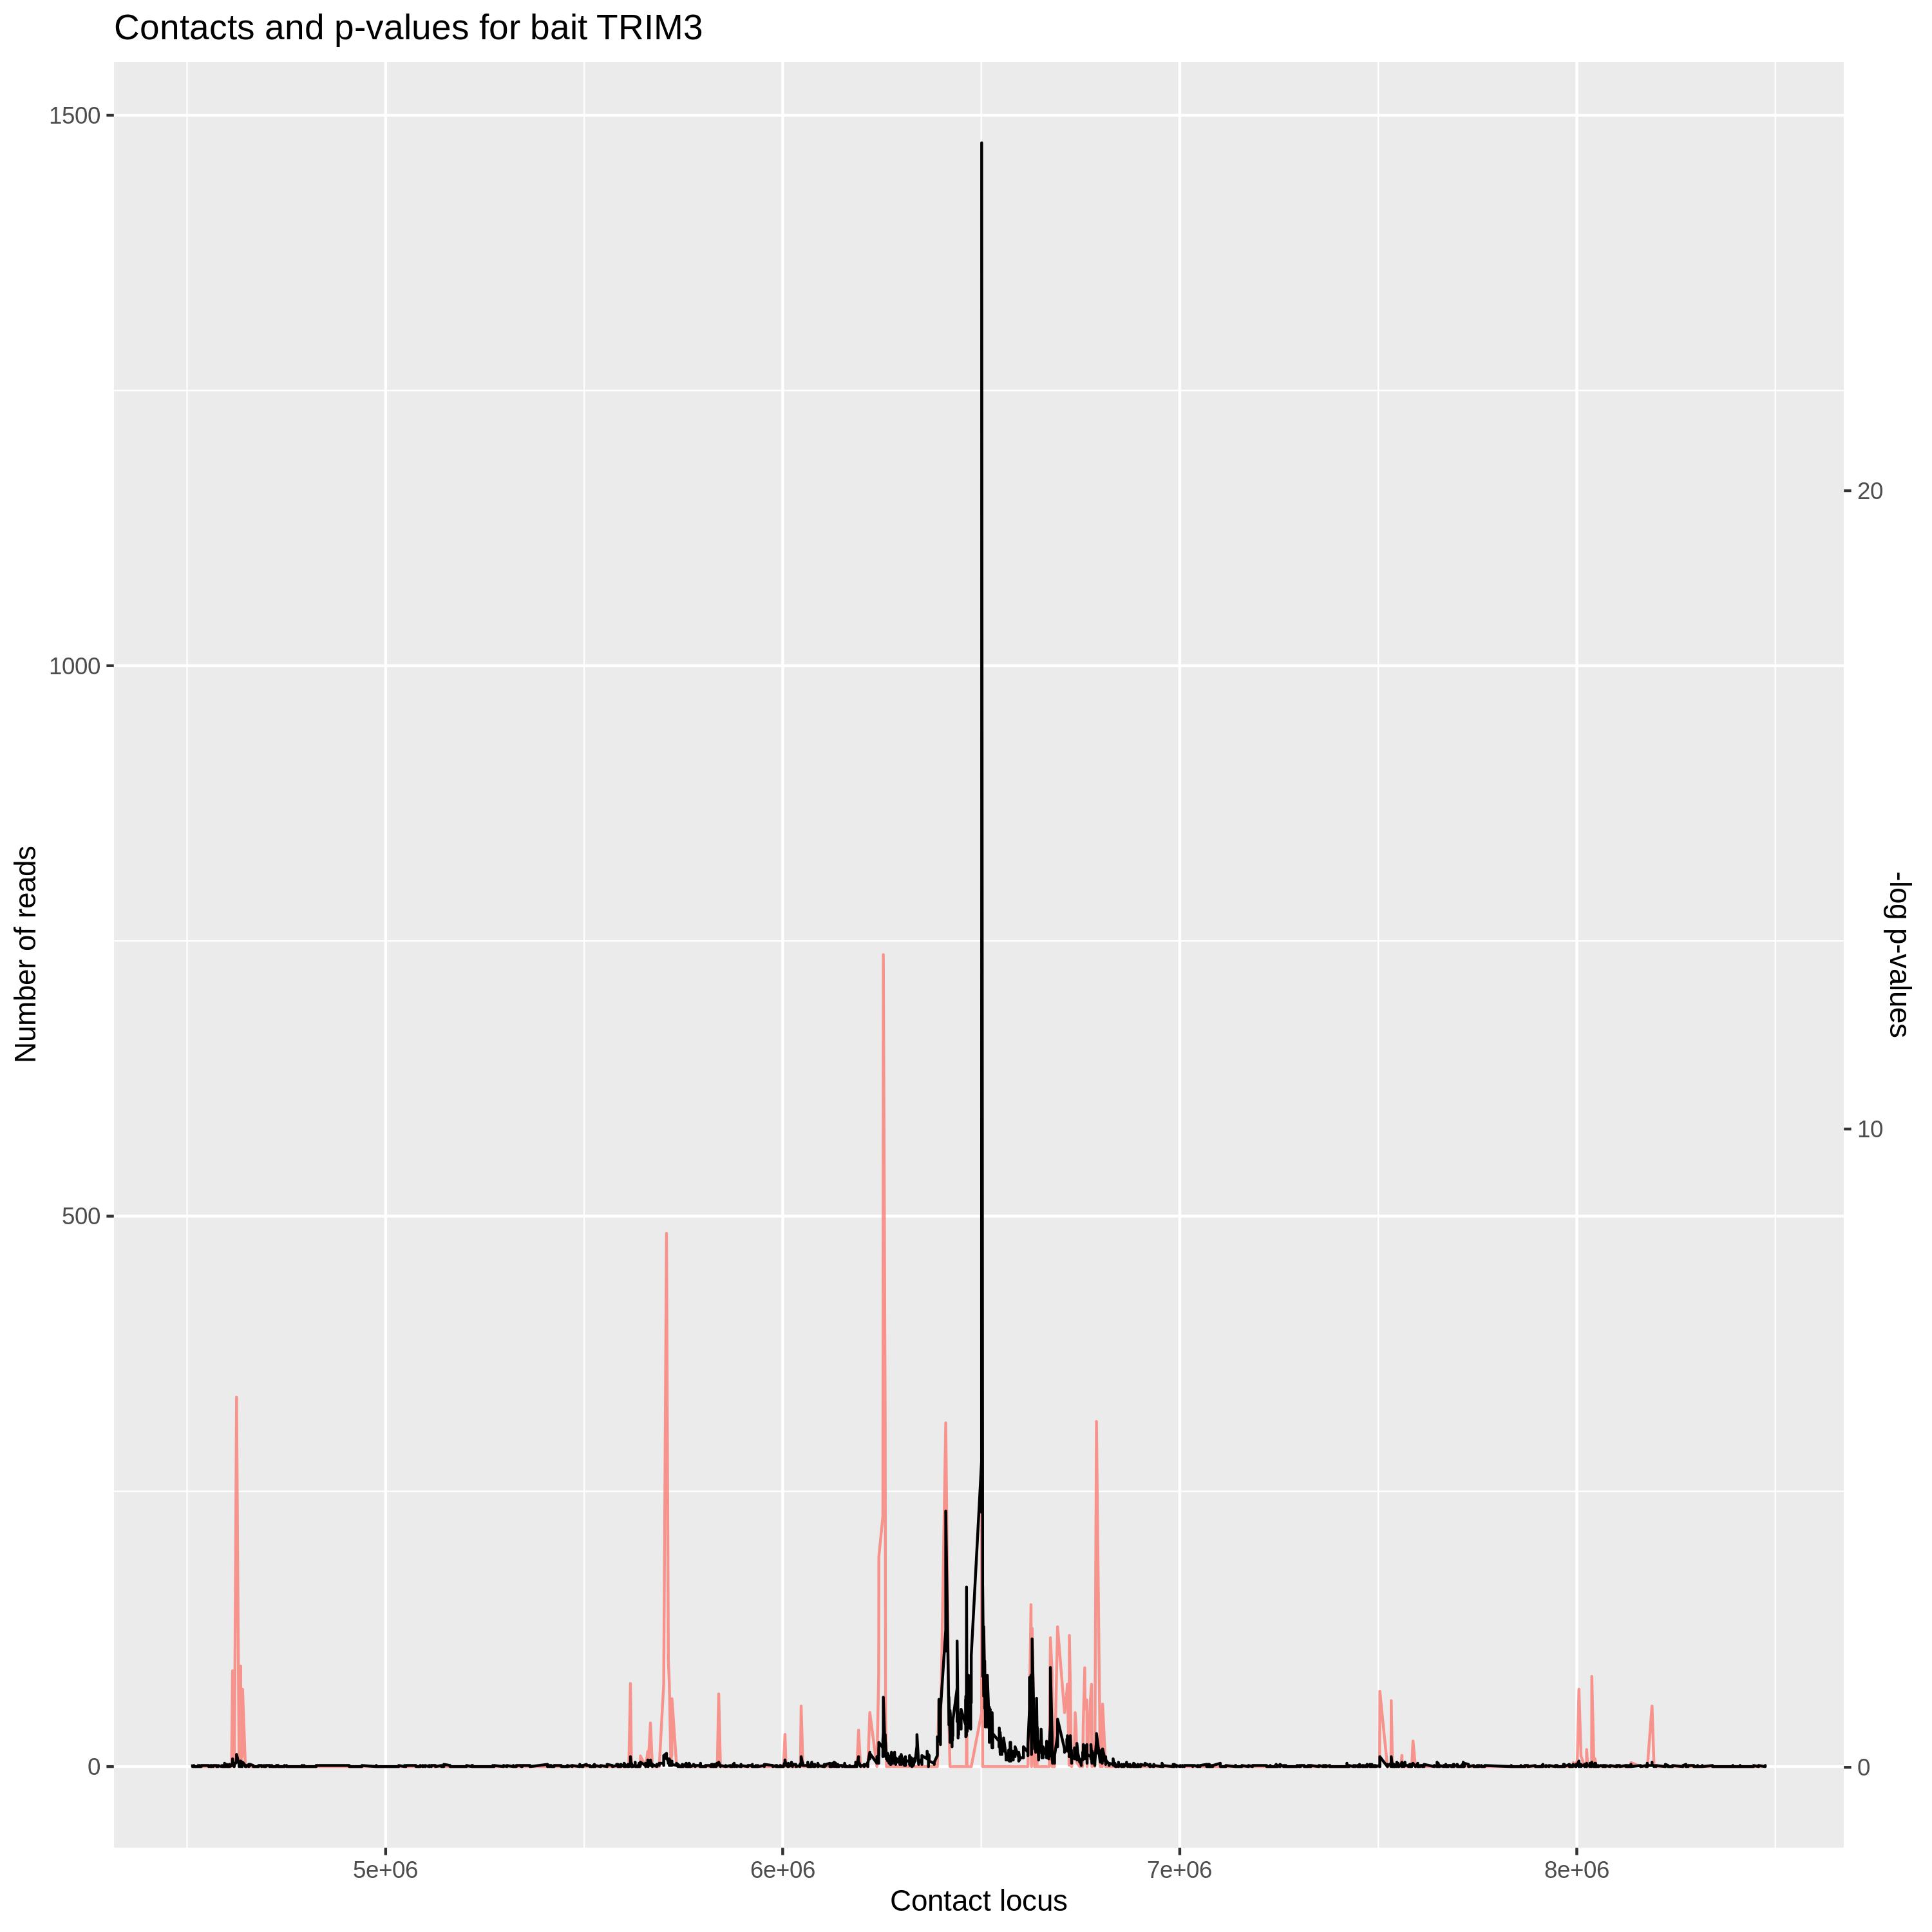 Contacts and p-values for bait TRIM3
1500
1000
500
0
Number of reads
20
10
0
-log p-values
5e+06
6e+06
7e+06
8e+06
Contact locus